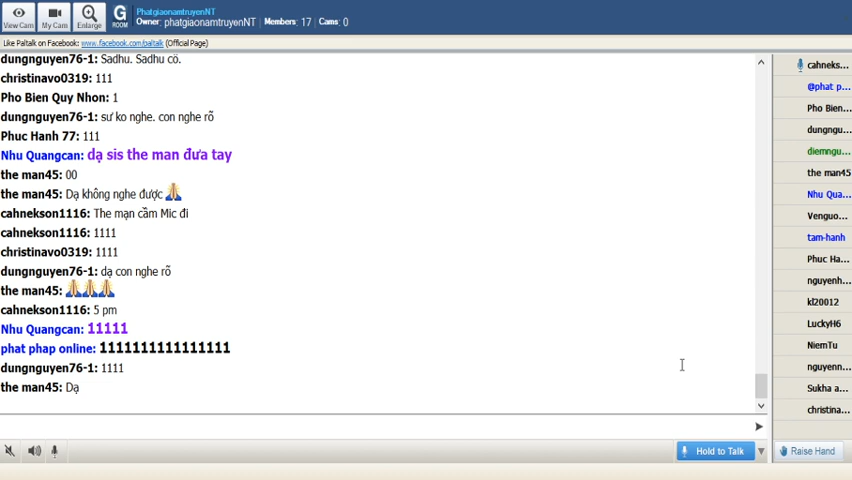 PhatgiaonamtruyenNT
Owner: phatgiaonamtruyenNT Members: 17 Cams: 0
View Cam My Cam Enlarge G ROOM
Like Paltalk on Facebook: www.facebook.com/paltalk (Official Page)
dungnguyen76-1: Sadhu. Sadhu cô.
christinavo0319: 111
Pho Bien Quy Nhon: 1
dungnguyen76-1: sư ko nghe. con nghe rõ
Phuc Hanh 77: 111
Nhu Quangcan: dạ sis the man đưa tay
the man45: 00
the man45: Dạ không nghe được
cahnekson1116: The mạn cầm Mic đi
cahnekson1116: 1111
christinavo0319: 1111
dungnguyen76-1: dạ con nghe rõ
the man45:
cahnekson1116: 5 pm
Nhu Quangcan: 11111
phat phap online: 1111111111111111
dungnguyen76-1: 1111
the man45: Dạ
cahneks...
@phat p...
Pho Bien...
dungngu...
diemngu...
the man45
Nhu Qua...
Venguo...
tam-hanh
Phuc Ha...
nguyenh...
kl20012
LuckyH6
NiemTu
nguyenn...
Sukha a...
christina...
Hold to Talk
Raise Hand